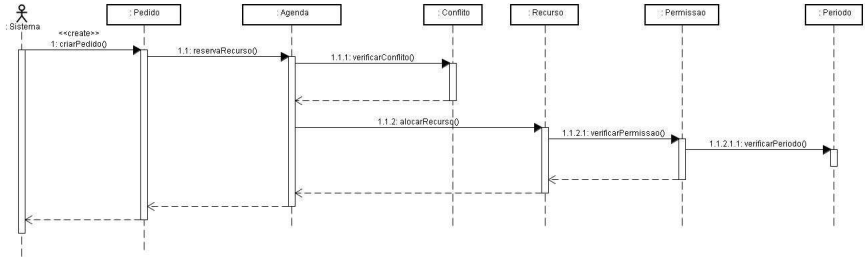 : Sistema
: Pedido
: Agenda
: Conflito
: Recurso
: Permissao
: Periodo
<<create>>
1: criarPedido()
1.1: reservaRecurso()
1.1.1: verificarConflito()
1.1.2: alocarRecurso()
1.1.2.1: verificarPermissao()
1.1.2.1.1: verificarPeriodo()